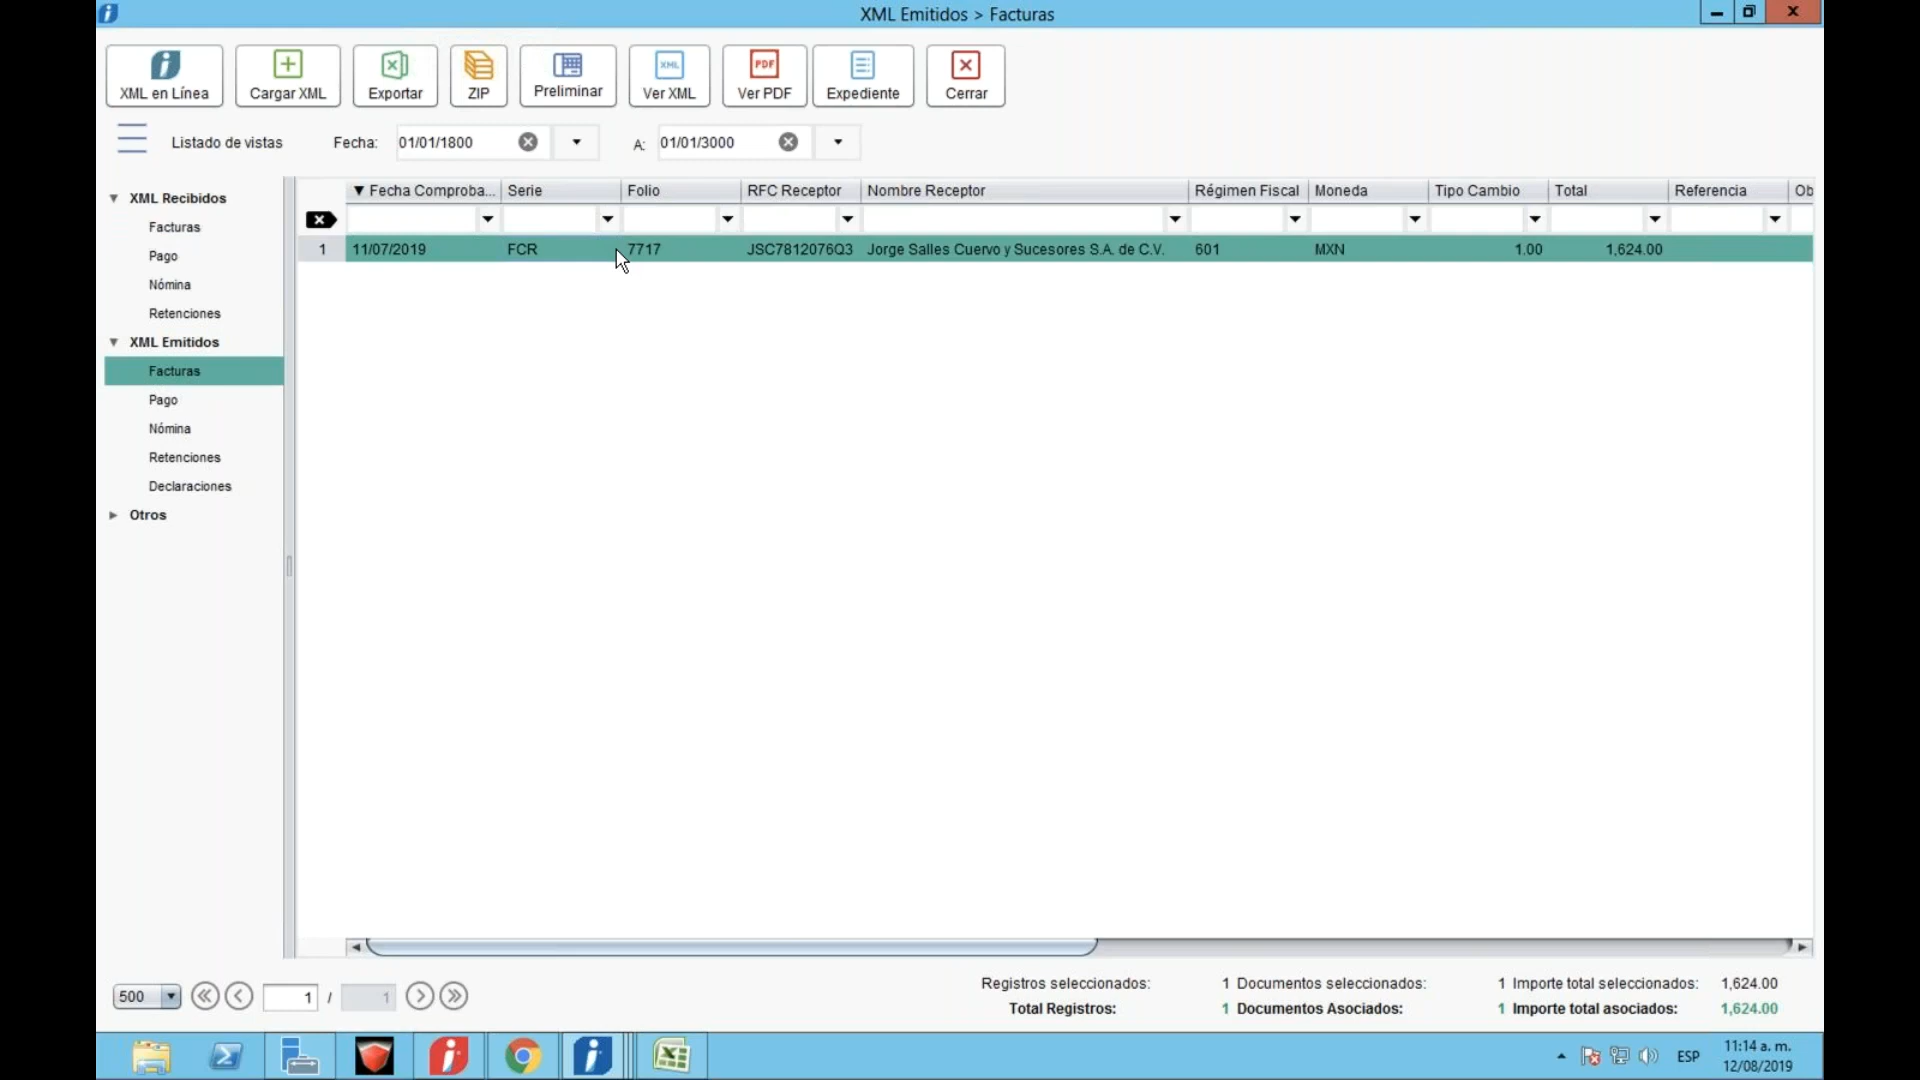 XML Emitidos > Facturas
XML en Línea Cargar XML Exportar ZIP Preliminar XML Ver XML PDF Ver PDF Expediente Cerrar
Listado de vistas Fecha: 01/01/1800 A: 01/01/3000
▼ XML Recibidos
Facturas
Pago
Nómina
Retenciones
▼ XML Emitidos
Facturas
Pago
Nómina
Retenciones
Declaraciones
► Otros
▼ Fecha Comproba... Serie Folio RFC Receptor Nombre Receptor Régimen Fiscal Moneda Tipo Cambio Total Referencia Ob
1 11/07/2019 FCR 7717 JSC7812076Q3 Jorge Salles Cuervo y Sucesores S.A. de C.V. 601 MXN 1.00 1,624.00
Registros seleccionados: 1 Documentos seleccionados: 1 Importe total seleccionados: 1,624.00
500 1 / 1
Total Registros: 1 Documentos Asociados: 1 Importe total asociados: 1,624.00
ESP 11:14 a. m.
12/08/2019